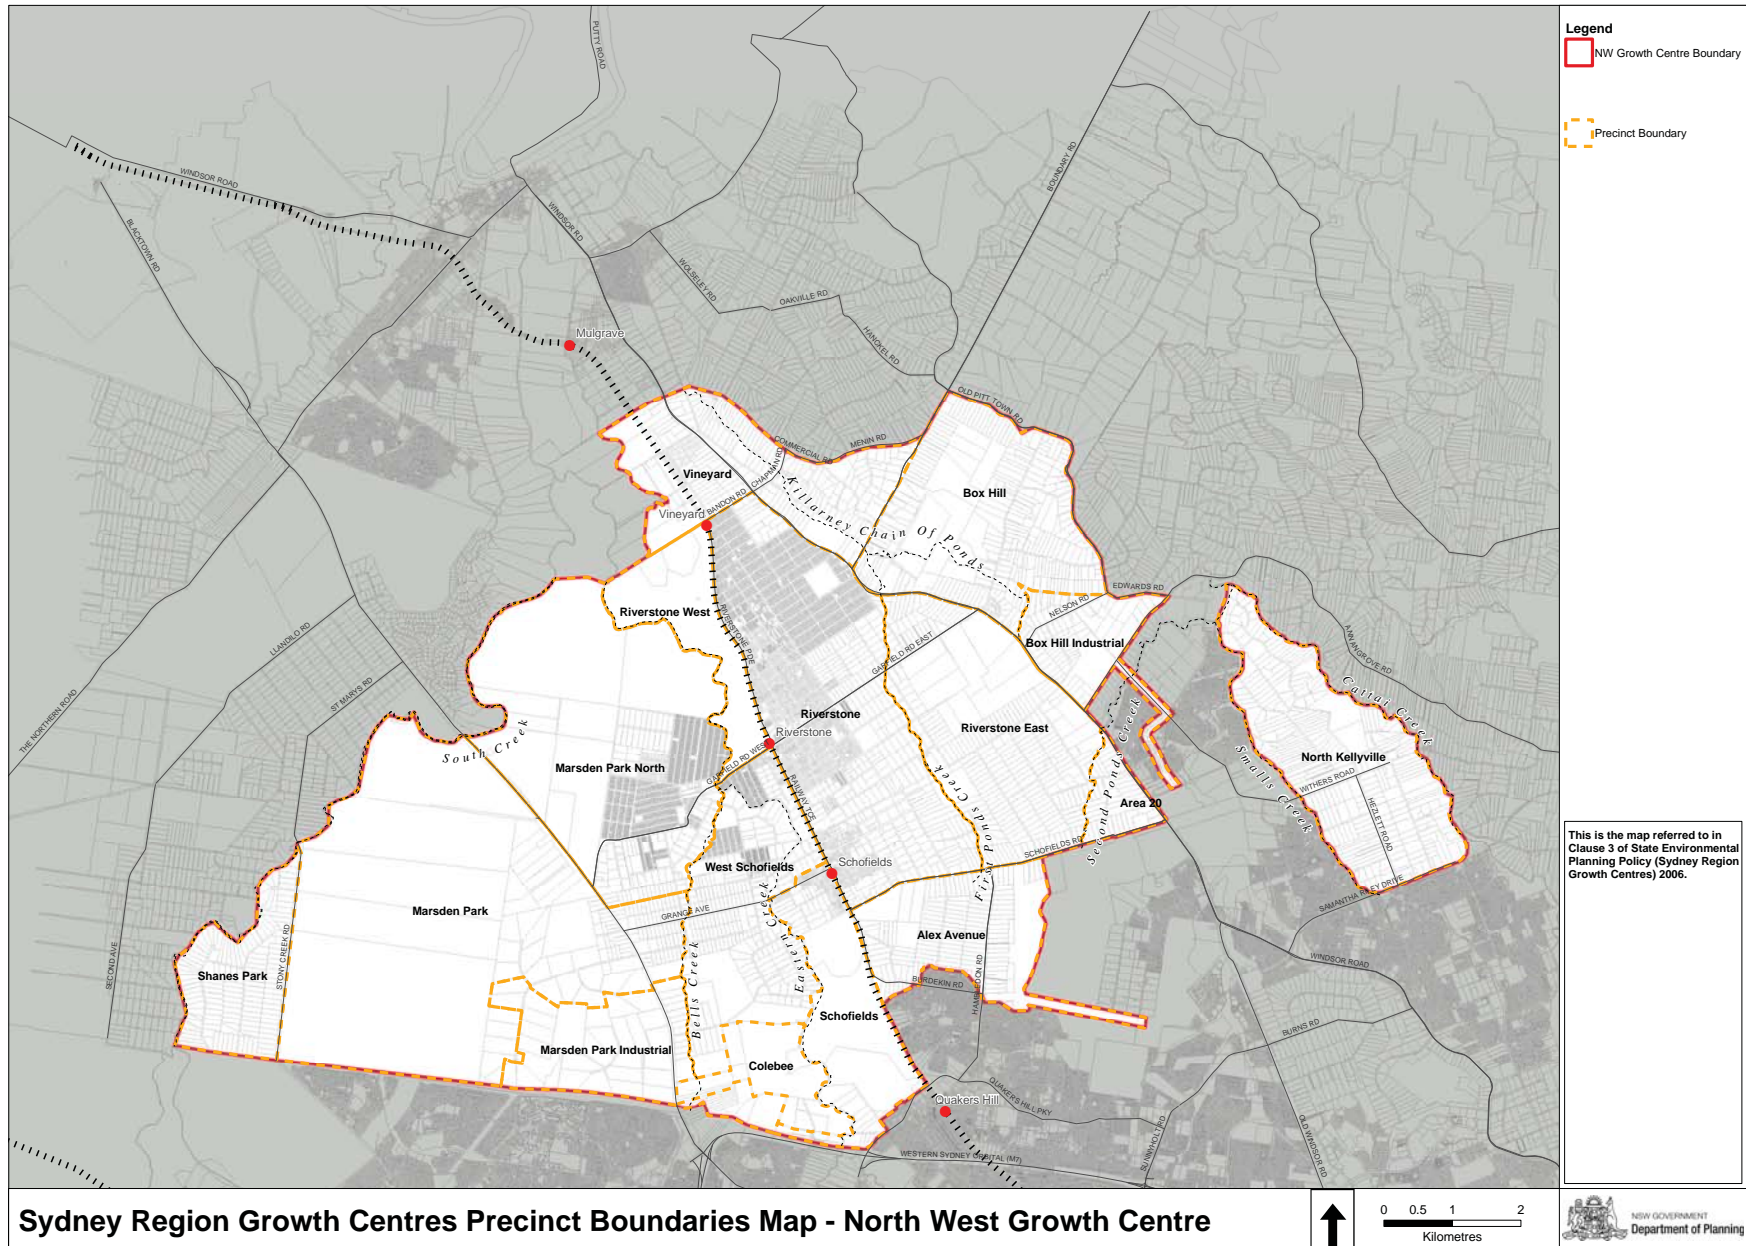 Legend
NW Growth Centre Boundary
Precinct Boundary
PUTTY ROAD
WINDSOR ROAD
BLACKTOWN RD
WINDSOR RD
BOUNDARY RD
WOLSELEY RD
OAKVILLE RD
HANCKEL RD
Mulgrave
OLD PITT TOWN RD
COMMERCIAL RD
MENIN RD
CHAPMAN RD
Vineyard
BANDON RD
Vineyard
Box Hill
Killarney Chain Of Ponds
EDWARDS RD
NELSON RD
Box Hill Industrial
Riverstone West
RIVERSTONE PDE
GARFIELD RD EAST
ANNANGROVE RD
LLANDILO RD
ST MARYS RD
THE NORTHERN ROAD
South Creek
Riverstone
Riverstone
Riverstone East
Second Ponds Creek
Cattai Creek
Smalls Creek
North Kellyville
WITHERS ROAD
HEZLETT ROAD
Marsden Park North
GARFIELD RD WEST
RAILWAY TCE
First Ponds Creek
Area 20
SCHOFIELDS RD
Schofields
West Schofields
SAMANTHA RILEY DRIVE
Marsden Park
GRANGE AVE
Eastern Creek
Bells Creek
Alex Avenue
SECOND AVE
STONY CREEK RD
Shanes Park
BURDEKIN RD
HAMBLEDON RD
WINDSOR ROAD
Schofields
BURNS RD
Marsden Park Industrial
Colebee
Quakers Hill
QUAKERS HILL PKY
SUNNYHOLT RD
OLD WINDSOR RD
WESTERN SYDNEY ORBITAL (M7)
This is the map referred to in
Clause 3 of State Environmental
Planning Policy (Sydney Region
Growth Centres) 2006.
Sydney Region Growth Centres Precinct Boundaries Map - North West Growth Centre
0 0.5 1 2
Kilometres
NSW GOVERNMENT
Department of Planning